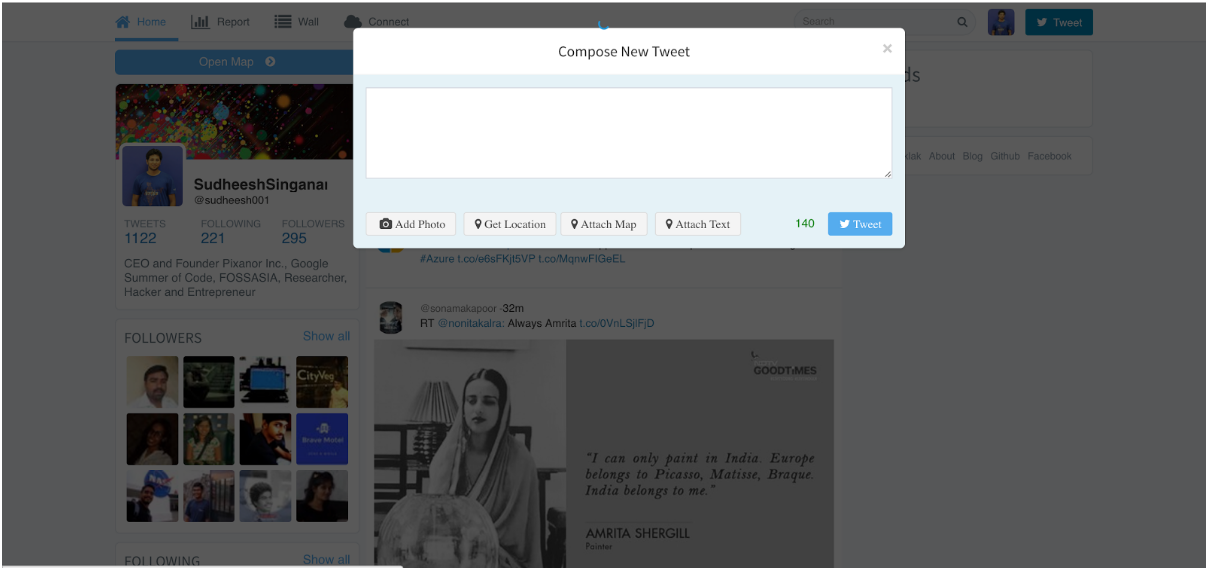 Home
Report
Wall
Connect
Search
Tweet
Open Map
Compose New Tweet
×
ds
Add Photo
Get Location
Attach Map
Attach Text
140
Tweet
About Blog Github Facebook
SudheeshSinganar
@sudheesh001
TWEETS FOLLOWING FOLLOWERS
1122 221 295
CEO and Founder Pixanor Inc., Google
Summer of Code, FOSSASIA, Researcher,
Hacker and Entrepreneur
#Azure t.co/e6sFKjt5VP t.co/MqnwFIGeEL
@sonamakapoor -32m
RT @nonitakalra: Always Amrita t.co/0VnLSjlFjD
FOLLOWERS Show all
CityVeg
Brave Motel
GOODTiMES
"I can only paint in India. Europe
belongs to Picasso, Matisse, Braque.
India belongs to me."
AMRITA SHERGILL
Painter
FOLLOWING Show all